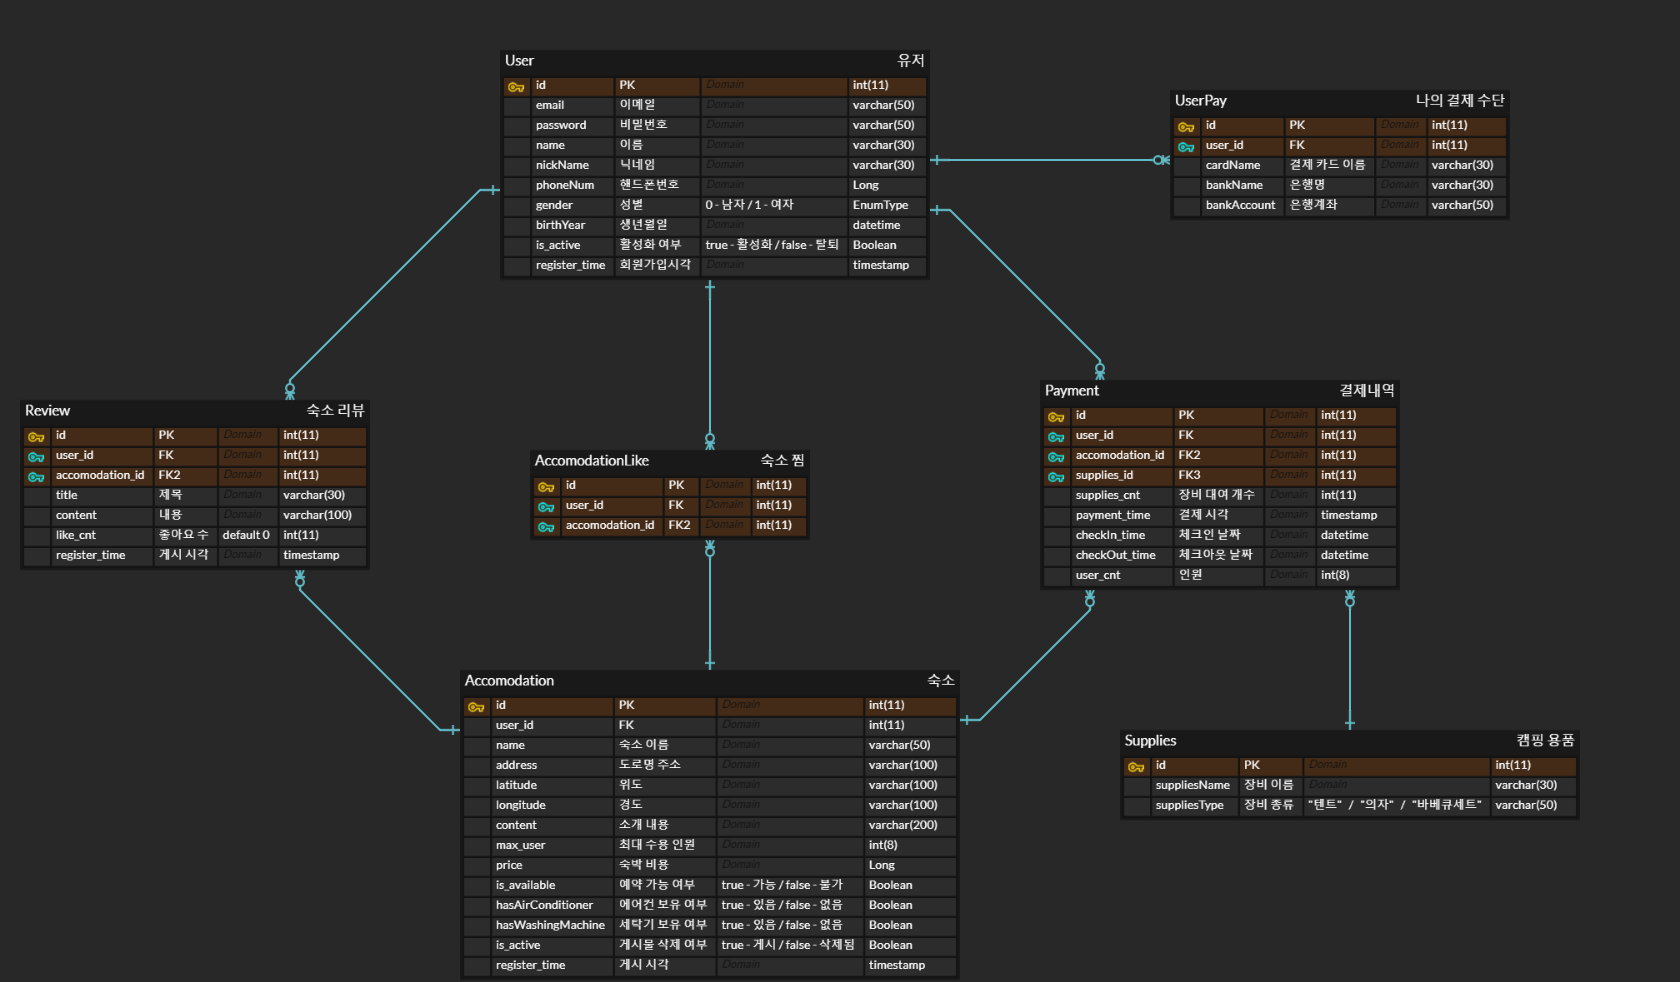 User 유저
id PK Domain int(11)
email 이메일 Domain varchar(50)
password 비밀번호 Domain varchar(50)
name 이름 Domain varchar(30)
nickName 닉네임 Domain varchar(30)
phoneNum 핸드폰번호 Domain Long
gender 성별 0 - 남자 / 1 - 여자 EnumType
birthYear 생년월일 Domain datetime
is_active 활성화 여부 true - 활성화 / false - 탈퇴 Boolean
register_time 회원가입시각 Domain timestamp
UserPay 나의 결제 수단
id PK Domain int(11)
user_id FK Domain int(11)
cardName 결제 카드 이름 Domain varchar(30)
bankName 은행명 Domain varchar(30)
bankAccount 은행계좌 Domain varchar(50)
Review 숙소 리뷰
id PK Domain int(11)
user_id FK Domain int(11)
accomodation_id FK2 Domain int(11)
title 제목 Domain varchar(30)
content 내용 Domain varchar(100)
like_cnt 좋아요 수 default 0 int(11)
register_time 게시 시각 Domain timestamp
AccomodationLike 숙소 찜
id PK Domain int(11)
user_id FK Domain int(11)
accomodation_id FK2 Domain int(11)
Payment 결제내역
id PK Domain int(11)
user_id FK Domain int(11)
accomodation_id FK2 Domain int(11)
supplies_id FK3 Domain int(11)
supplies_cnt 장비 대여 개수 Domain int(11)
payment_time 결제 시각 Domain timestamp
checkIn_time 체크인 날짜 Domain datetime
checkOut_time 체크아웃 날짜 Domain datetime
user_cnt 인원 Domain int(8)
Accomodation 숙소
id PK Domain int(11)
user_id FK Domain int(11)
name 숙소 이름 Domain varchar(50)
address 도로명 주소 Domain varchar(100)
latitude 위도 Domain varchar(100)
longitude 경도 Domain varchar(100)
content 소개 내용 Domain varchar(200)
max_user 최대 수용 인원 Domain int(8)
price 숙박 비용 Domain Long
is_available 예약 가능 여부 true - 가능 / false - 불가 Boolean
hasAirConditioner 에어컨 보유 여부 true - 있음 / false - 없음 Boolean
hasWashingMachine 세탁기 보유 여부 true - 있음 / false - 없음 Boolean
is_active 게시물 삭제 여부 true - 게시 / false - 삭제됨 Boolean
register_time 게시 시각 Domain timestamp
Supplies 캠핑 용품
id PK Domain int(11)
suppliesName 장비 이름 Domain varchar(30)
suppliesType 장비 종류 "텐트" / "의자" / "바베큐세트" varchar(50)